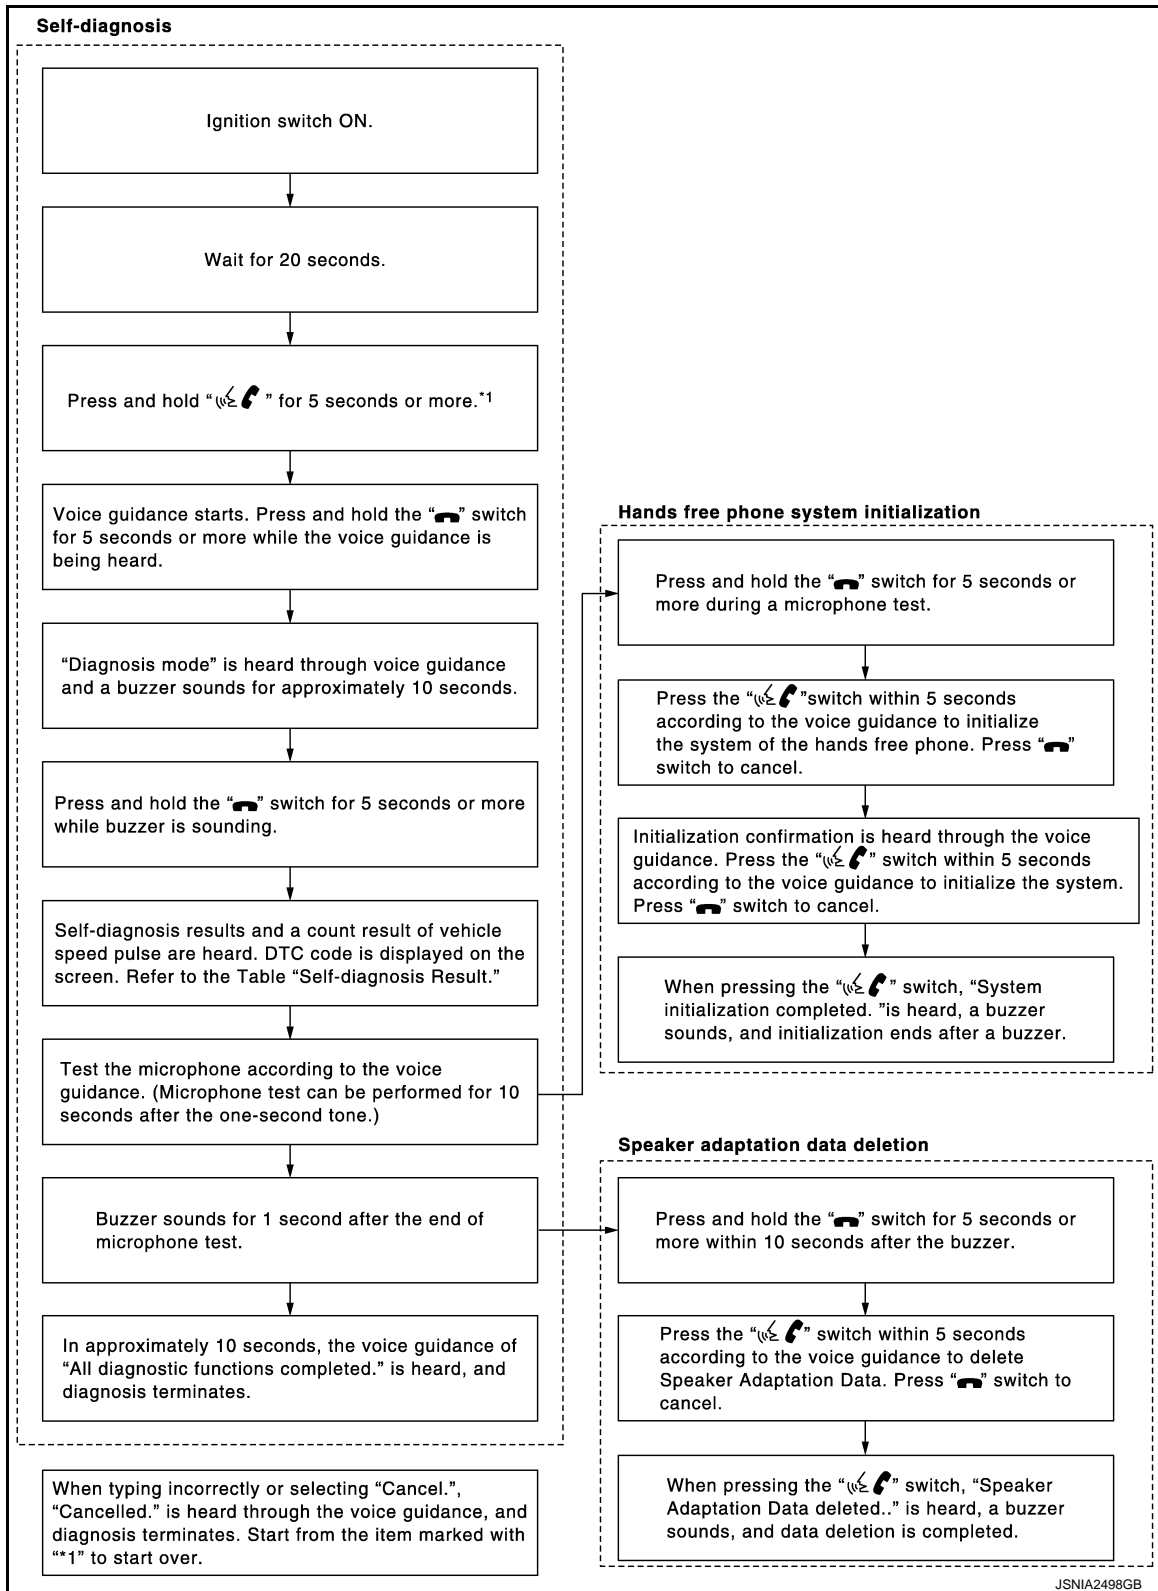 Self-diagnosis
Ignition switch ON.
Wait for 20 seconds.
Press and hold “ ” for 5 seconds or more.*1
Voice guidance starts. Press and hold the “ ” switch
for 5 seconds or more while the voice guidance is
being heard.
“Diagnosis mode” is heard through voice guidance
and a buzzer sounds for approximately 10 seconds.
Press and hold the “ ” switch for 5 seconds or more
while buzzer is sounding.
Self-diagnosis results and a count result of vehicle
speed pulse are heard. DTC code is displayed on the
screen. Refer to the Table “Self-diagnosis Result.”
Test the microphone according to the voice
guidance. (Microphone test can be performed for 10
seconds after the one-second tone.)
Buzzer sounds for 1 second after the end of
microphone test.
In approximately 10 seconds, the voice guidance of
“All diagnostic functions completed.” is heard, and
diagnosis terminates.
When typing incorrectly or selecting “Cancel.”,
“Cancelled.” is heard through the voice guidance, and
diagnosis terminates. Start from the item marked with
“*1” to start over.
Hands free phone system initialization
Press and hold the “ ” switch for 5 seconds or
more during a microphone test.
Press the “ ”switch within 5 seconds
according to the voice guidance to initialize
the system of the hands free phone. Press “ ”
switch to cancel.
Initialization confirmation is heard through the voice
guidance. Press the “ ” switch within 5 seconds
according to the voice guidance to initialize the system.
Press “ ” switch to cancel.
When pressing the “ ” switch, “System
initialization completed. ”is heard, a buzzer
sounds, and initialization ends after a buzzer.
Speaker adaptation data deletion
Press and hold the “ ” switch for 5 seconds or
more within 10 seconds after the buzzer.
Press the “ ” switch within 5 seconds
according to the voice guidance to delete
Speaker Adaptation Data. Press “ ” switch to
cancel.
When pressing the “ ” switch, “Speaker
Adaptation Data deleted..” is heard, a buzzer
sounds, and data deletion is completed.
JSNIA2498GB